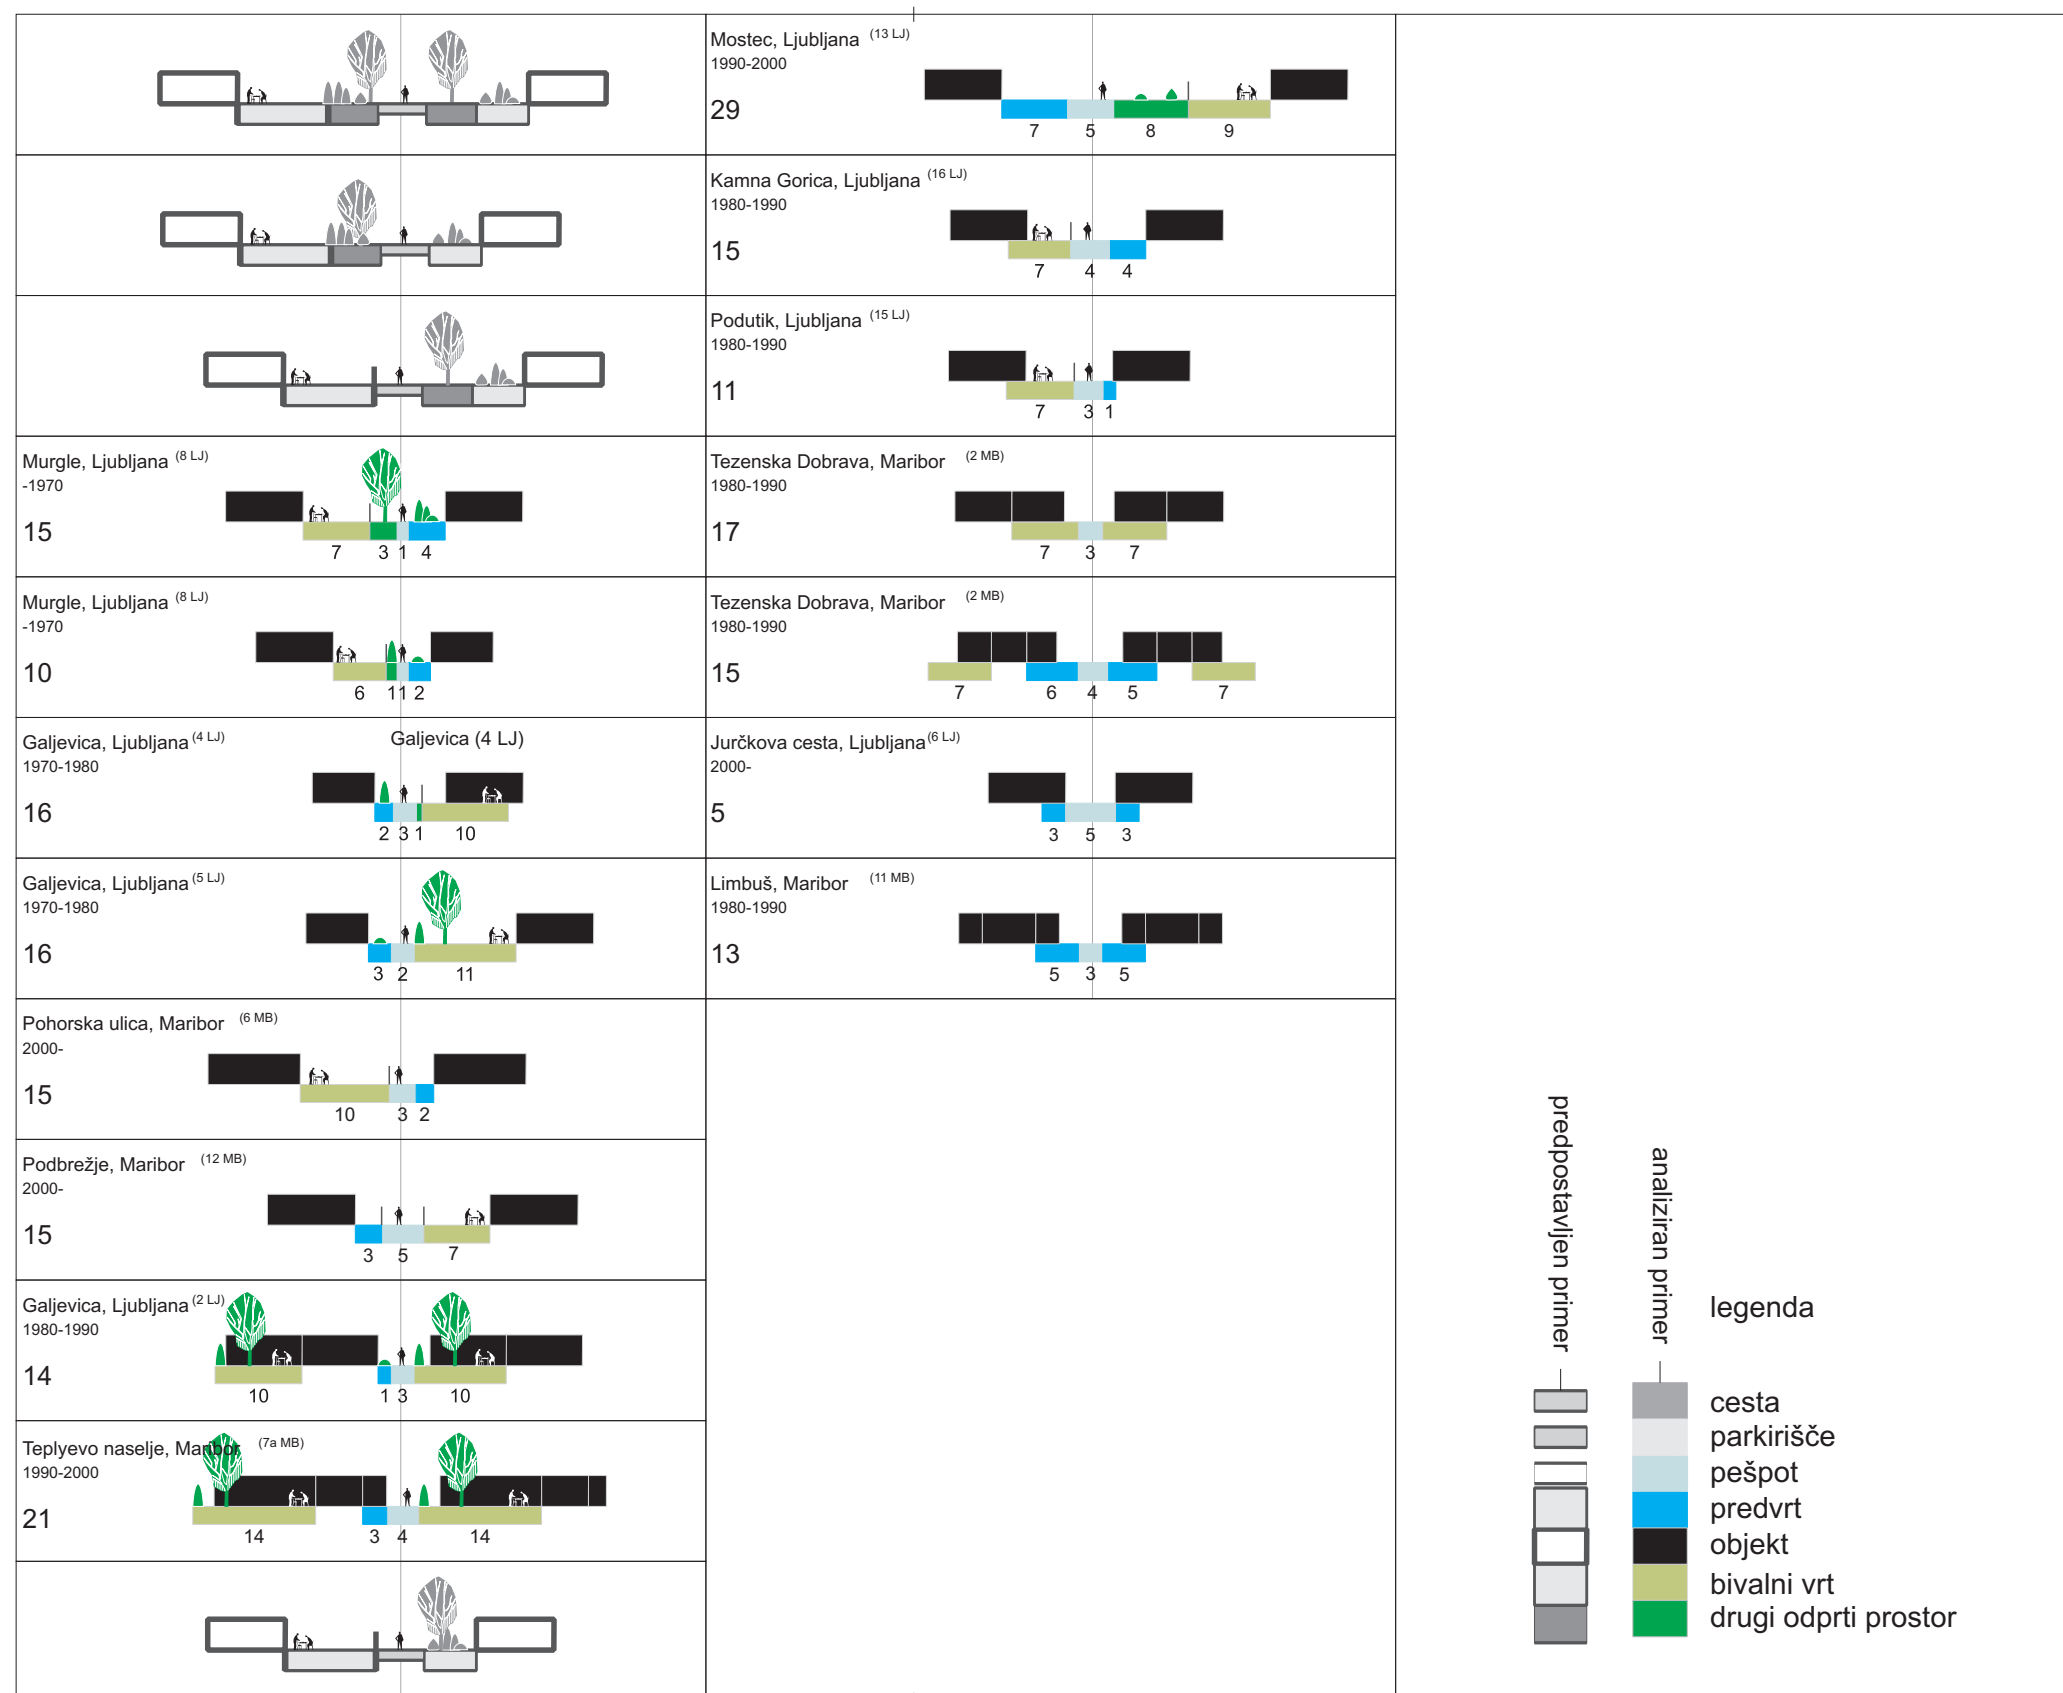 Murgle, Ljubljana (8 LJ)
-1970
15
7 3 1 4
Murgle, Ljubljana (8 LJ)
-1970
10
6 1 1 2
Galjevica, Ljubljana (4 LJ)
Galjevica (4 LJ)
1970-1980
16
2 3 1 10
Galjevica, Ljubljana (5 LJ)
1970-1980
16
3 2 11
Pohorska ulica, Maribor (6 MB)
2000-
15
10 3 2
Podbrežje, Maribor (12 MB)
2000-
15
3 5 7
Galjevica, Ljubljana (2 LJ)
1980-1990
14
10 1 3 10
Teplyevo naselje, Maribor (7a MB)
1990-2000
21
14 3 4 14
Mostec, Ljubljana (13 LJ)
1990-2000
29
7 5 8 9
Kamna Gorica, Ljubljana (16 LJ)
1980-1990
15
7 4 4
Podutik, Ljubljana (15 LJ)
1980-1990
11
7 3 1
Tezenska Dobrava, Maribor (2 MB)
1980-1990
17
7 3 7
Tezenska Dobrava, Maribor (2 MB)
1980-1990
15
7 6 4 5 7
Jurčkova cesta, Ljubljana (6 LJ)
2000-
5
3 5 3
Limbuš, Maribor (11 MB)
1980-1990
13
5 3 5
predpostavljen primer
analiziran primer
legenda
cesta
parkirišče
pešpot
predvrt
objekt
bivalni vrt
drugi odprti prostor